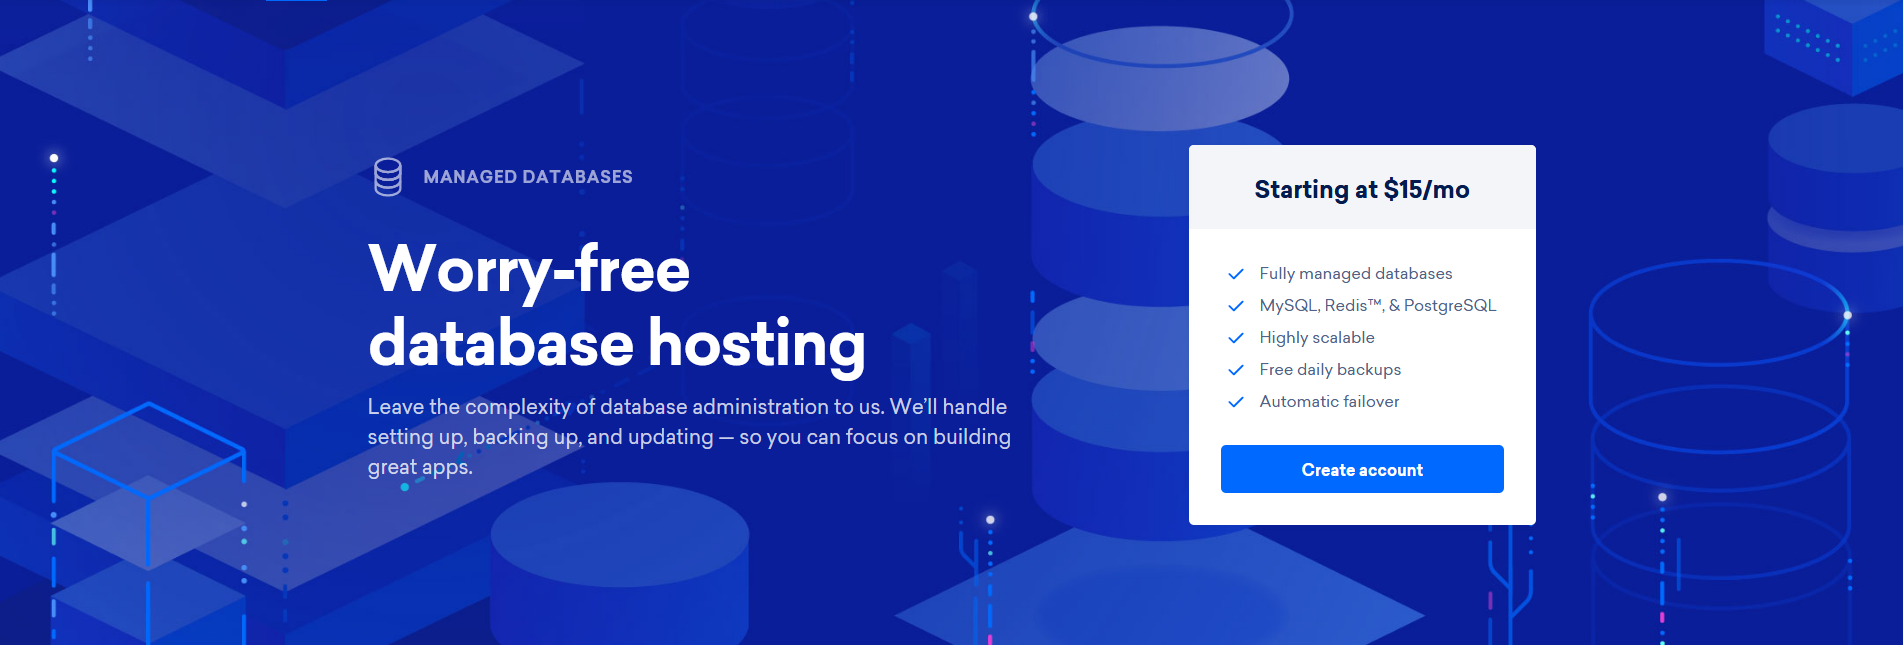 MANAGED DATABASES
Worry-free
database hosting
Leave the complexity of database administration to us. We’ll handle
setting up, backing up, and updating — so you can focus on building
great apps.
Starting at $15/mo
Fully managed databases
MySQL, Redis™, & PostgreSQL
Highly scalable
Free daily backups
Automatic failover
Create account